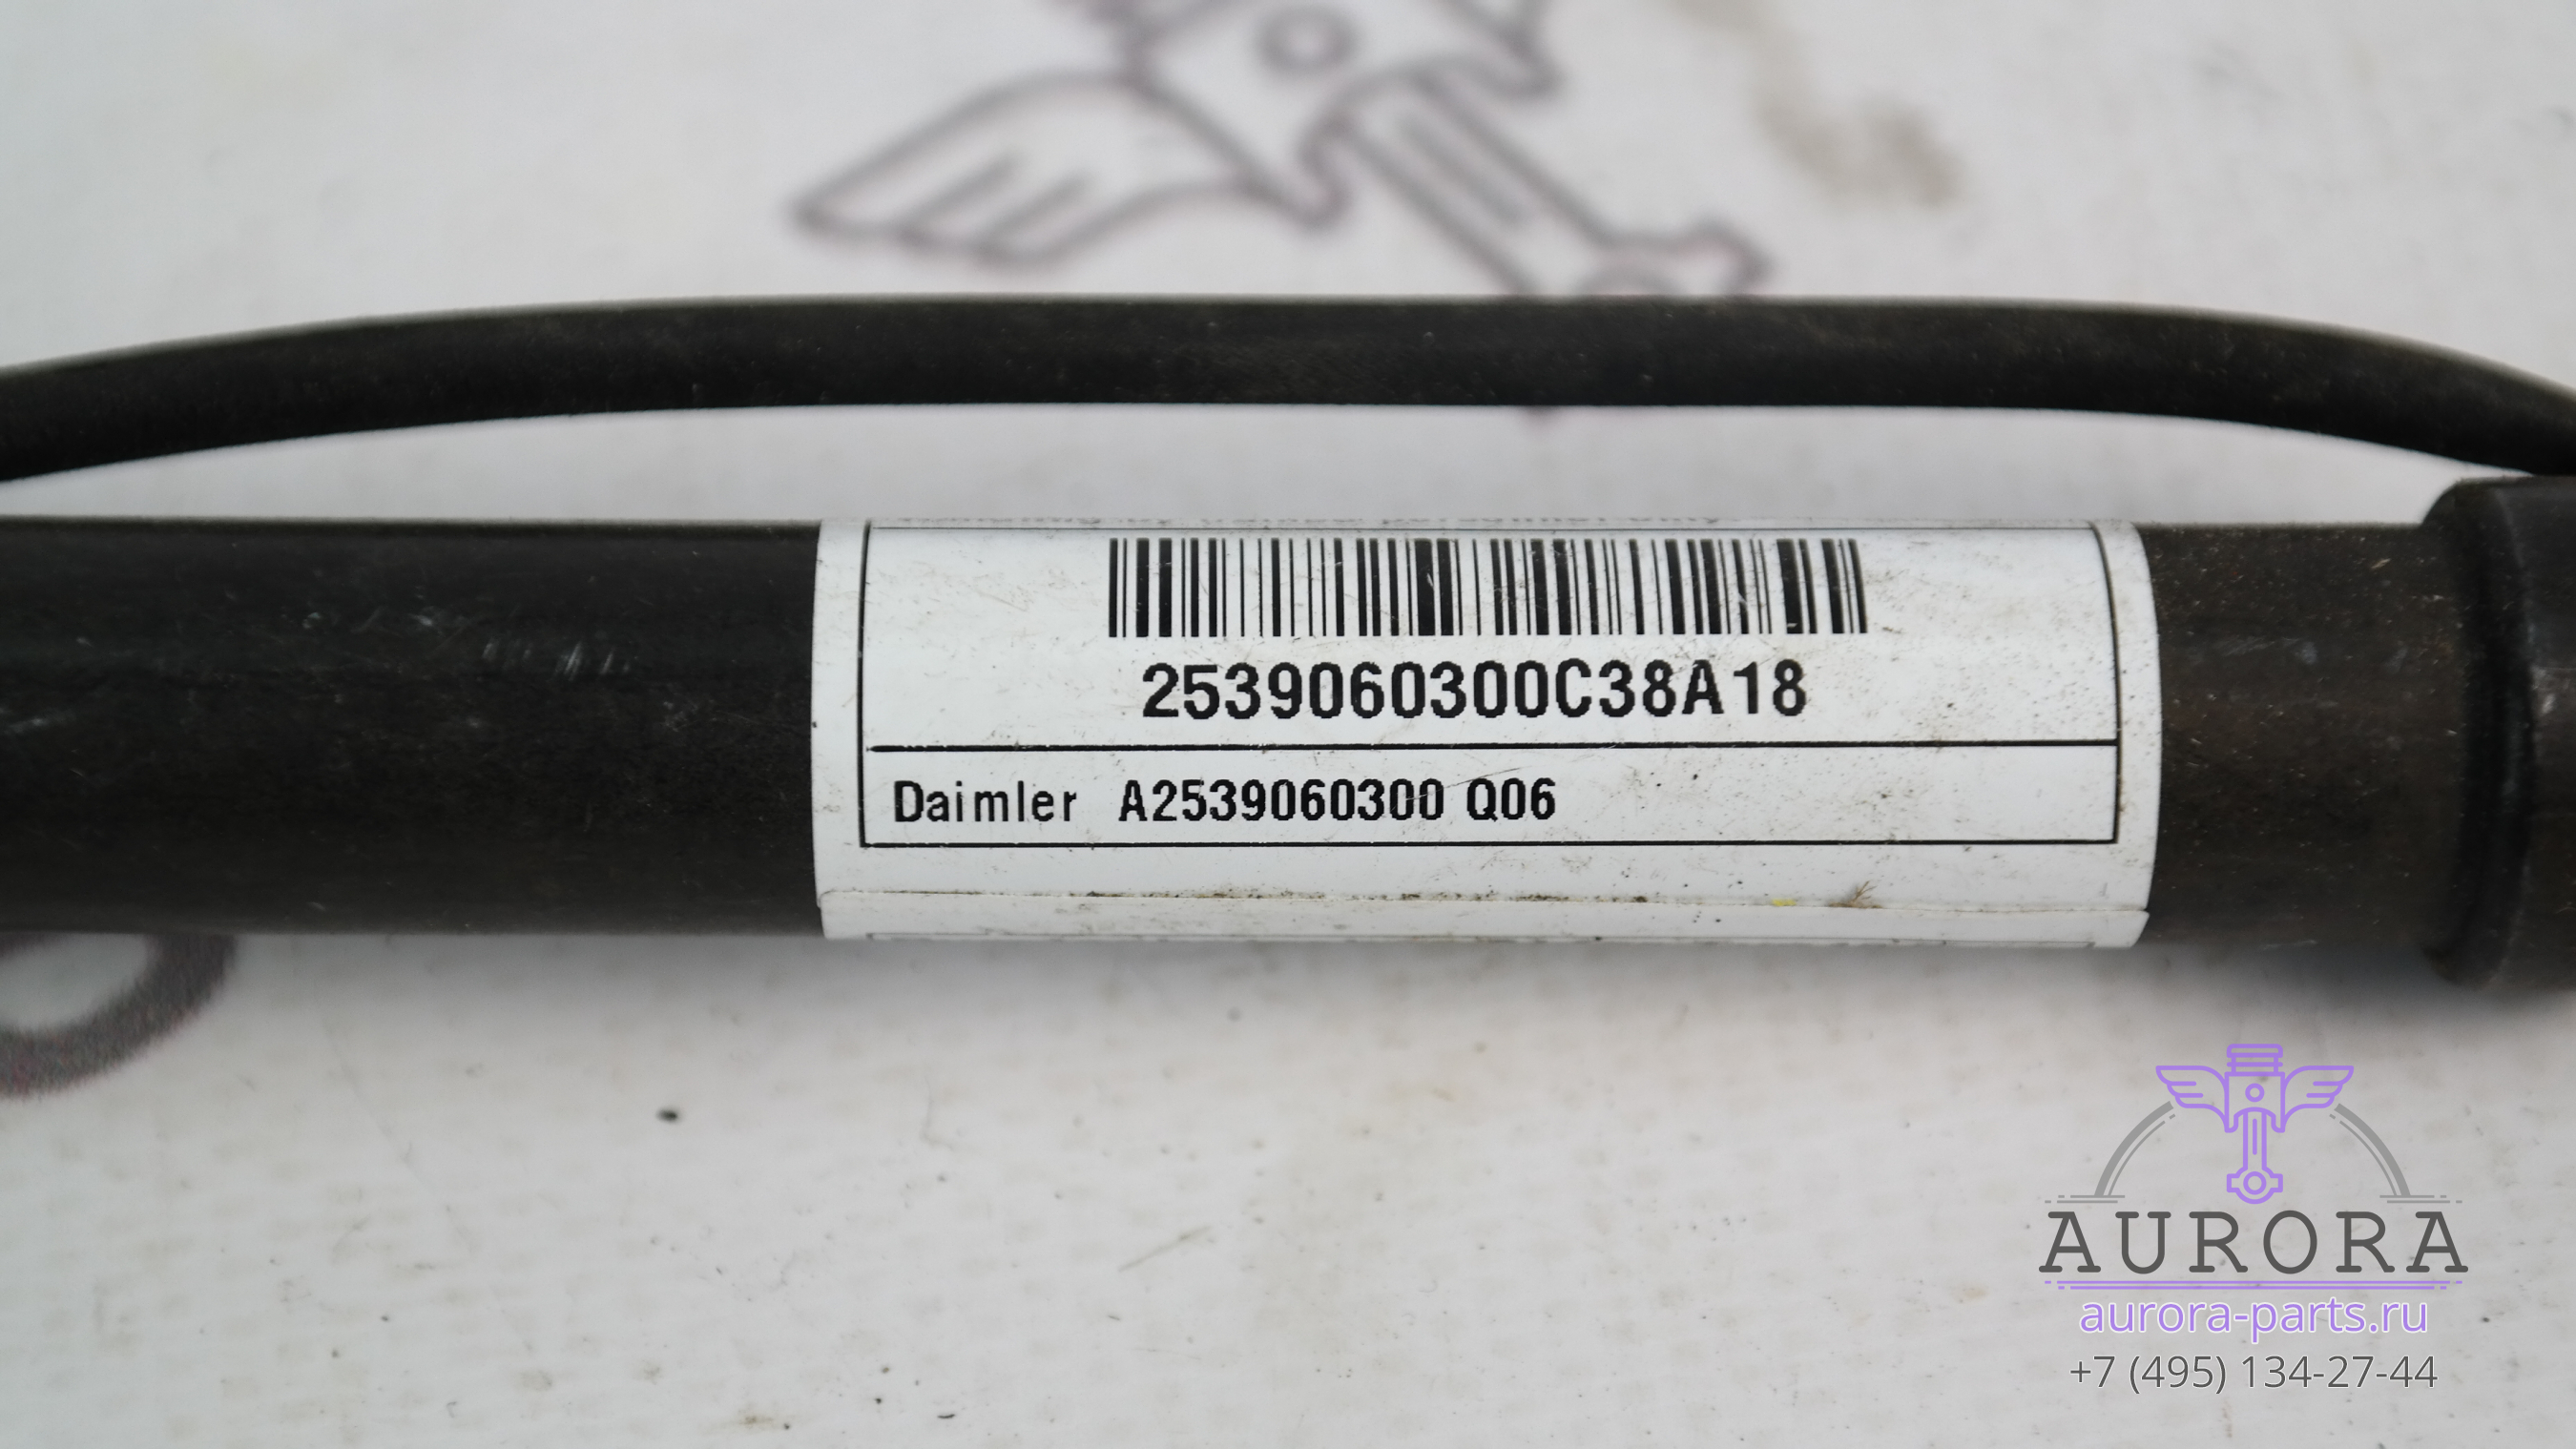 2539060300C38A18
Daimler A2539060300 Q06
AURORA
aurora-parts.ru
+7 (495) 134-27-44